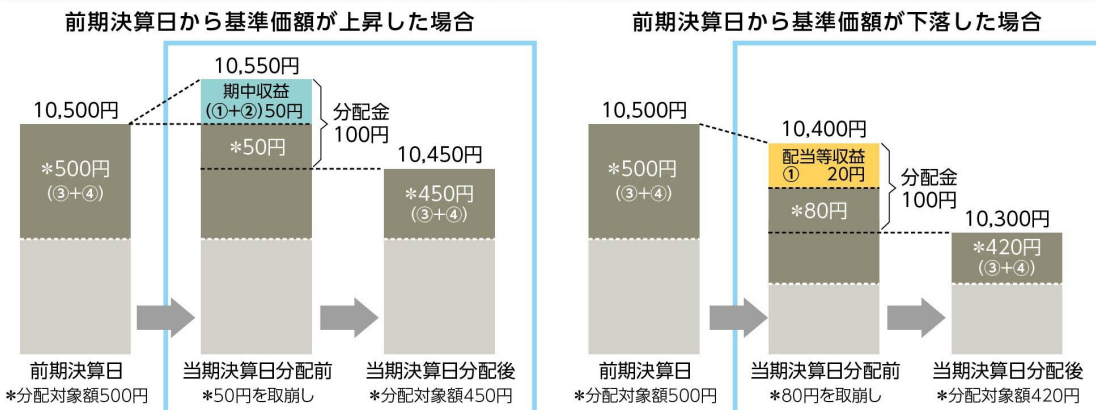 前期決算日から基準価額が上昇した場合
10,500円
*500円
(③+④)
前期決算日
*分配対象額500円
10,550円
期中収益
(①+②)50円
*50円
分配金
100円
当期決算日分配前
*50円を取崩し
10,450円
*450円
(③+④)
当期決算日分配後
*分配対象額450円
前期決算日から基準価額が下落した場合
10,500円
*500円
(③+④)
前期決算日
*分配対象額500円
10,400円
配当等収益
① 20円
*80円
分配金
100円
当期決算日分配前
*80円を取崩し
10,300円
*420円
(③+④)
当期決算日分配後
*分配対象額420円